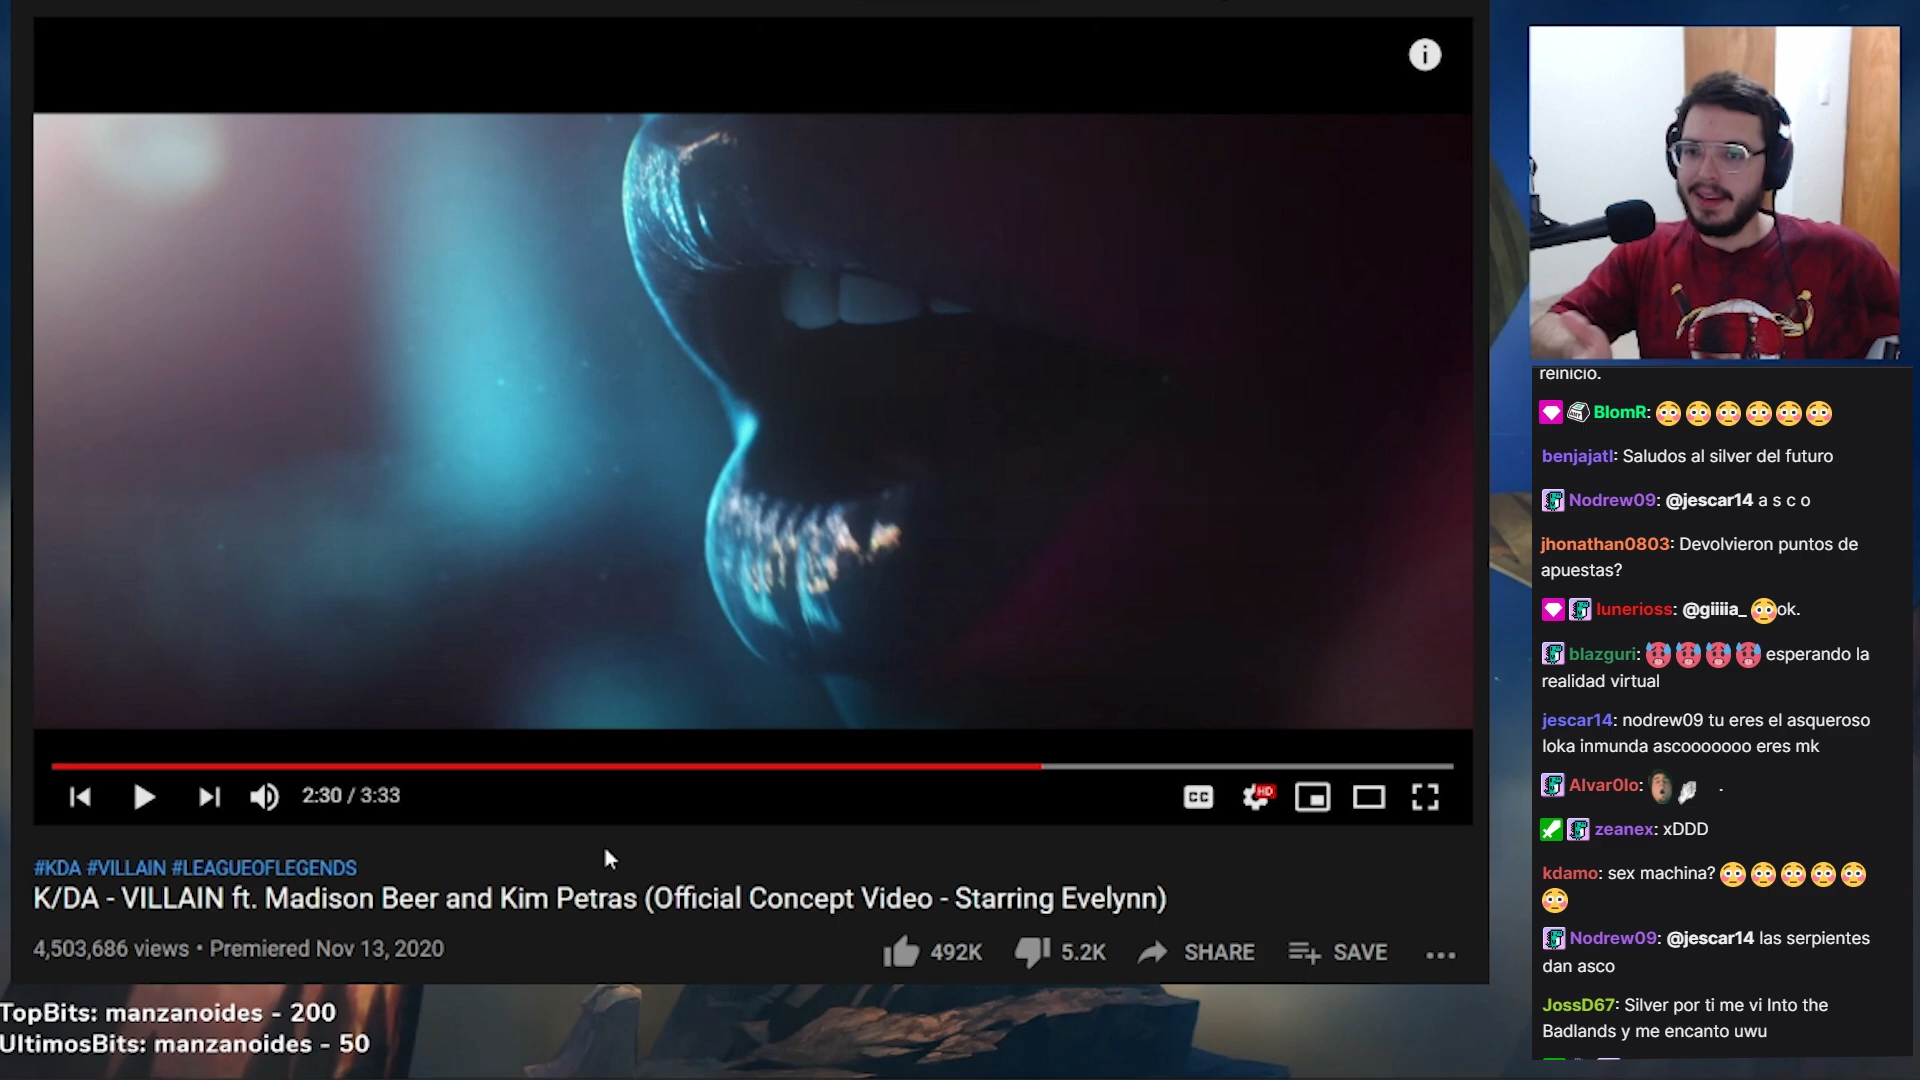 2:30 / 3:33
CC
HD
#KDA #VILLAIN #LEAGUEOFLEGENDS
K/DA - VILLAIN ft. Madison Beer and Kim Petras (Official Concept Video - Starring Evelynn)
4,503,686 views • Premiered Nov 13, 2020
492K
5.2K
SHARE
SAVE
TopBits: manzanoides - 200
UltimosBits: manzanoides - 50
reinicio.
BlomR:
benjajatl: Saludos al silver del futuro
Nodrew09: @jescar14 a s c o
jhonathan0803: Devolvieron puntos de
apuestas?
lunerioss: @giiiia_ ok.
blazguri: esperando la
realidad virtual
jescar14: nodrew09 tu eres el asqueroso
loka inmunda ascooooooo eres mk
Alvar0lo: .
zeanex: xDDD
kdamo: sex machina?
Nodrew09: @jescar14 las serpientes
dan asco
JossD67: Silver por ti me vi Into the
Badlands y me encanto uwu